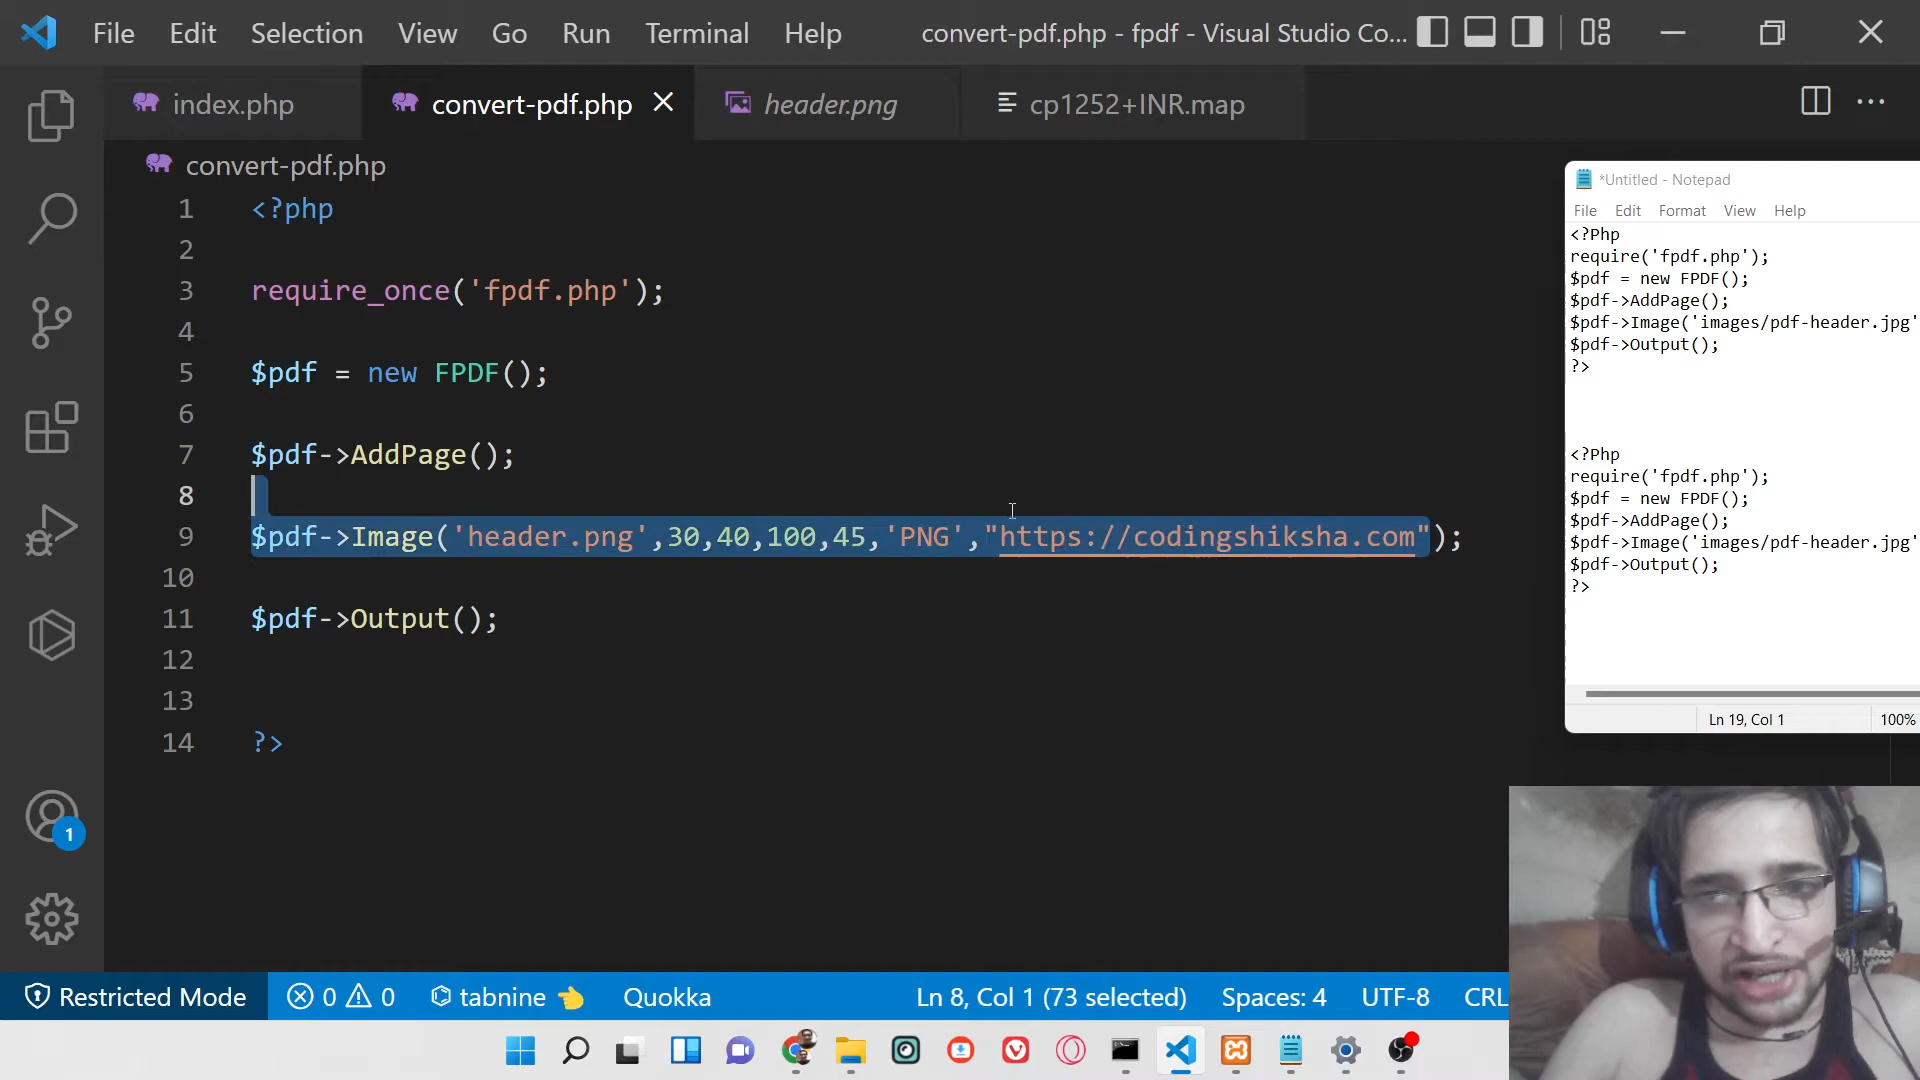 File Edit Selection View Go Run Terminal Help convert-pdf.php - fpdf - Visual Studio Co...
index.php convert-pdf.php header.png cp1252+INR.map
convert-pdf.php
1 <?php
2
3 require_once('fpdf.php');
4
5 $pdf = new FPDF();
6
7 $pdf->AddPage();
8
9 $pdf->Image('header.png',30,40,100,45,'PNG',"https://codingshiksha.com");
10
11 $pdf->Output();
12
13
14 ?>
*Untitled - Notepad
File Edit Format View Help
<?Php
require('fpdf.php');
$pdf = new FPDF();
$pdf->AddPage();
$pdf->Image('images/pdf-header.jpg'
$pdf->Output();
?>
<?Php
require('fpdf.php');
$pdf = new FPDF();
$pdf->AddPage();
$pdf->Image('images/pdf-header.jpg'
$pdf->Output();
?>
Ln 19, Col 1 100%
1
Restricted Mode 0 0 tabnine Quokka Ln 8, Col 1 (73 selected) Spaces: 4 UTF-8 CRL